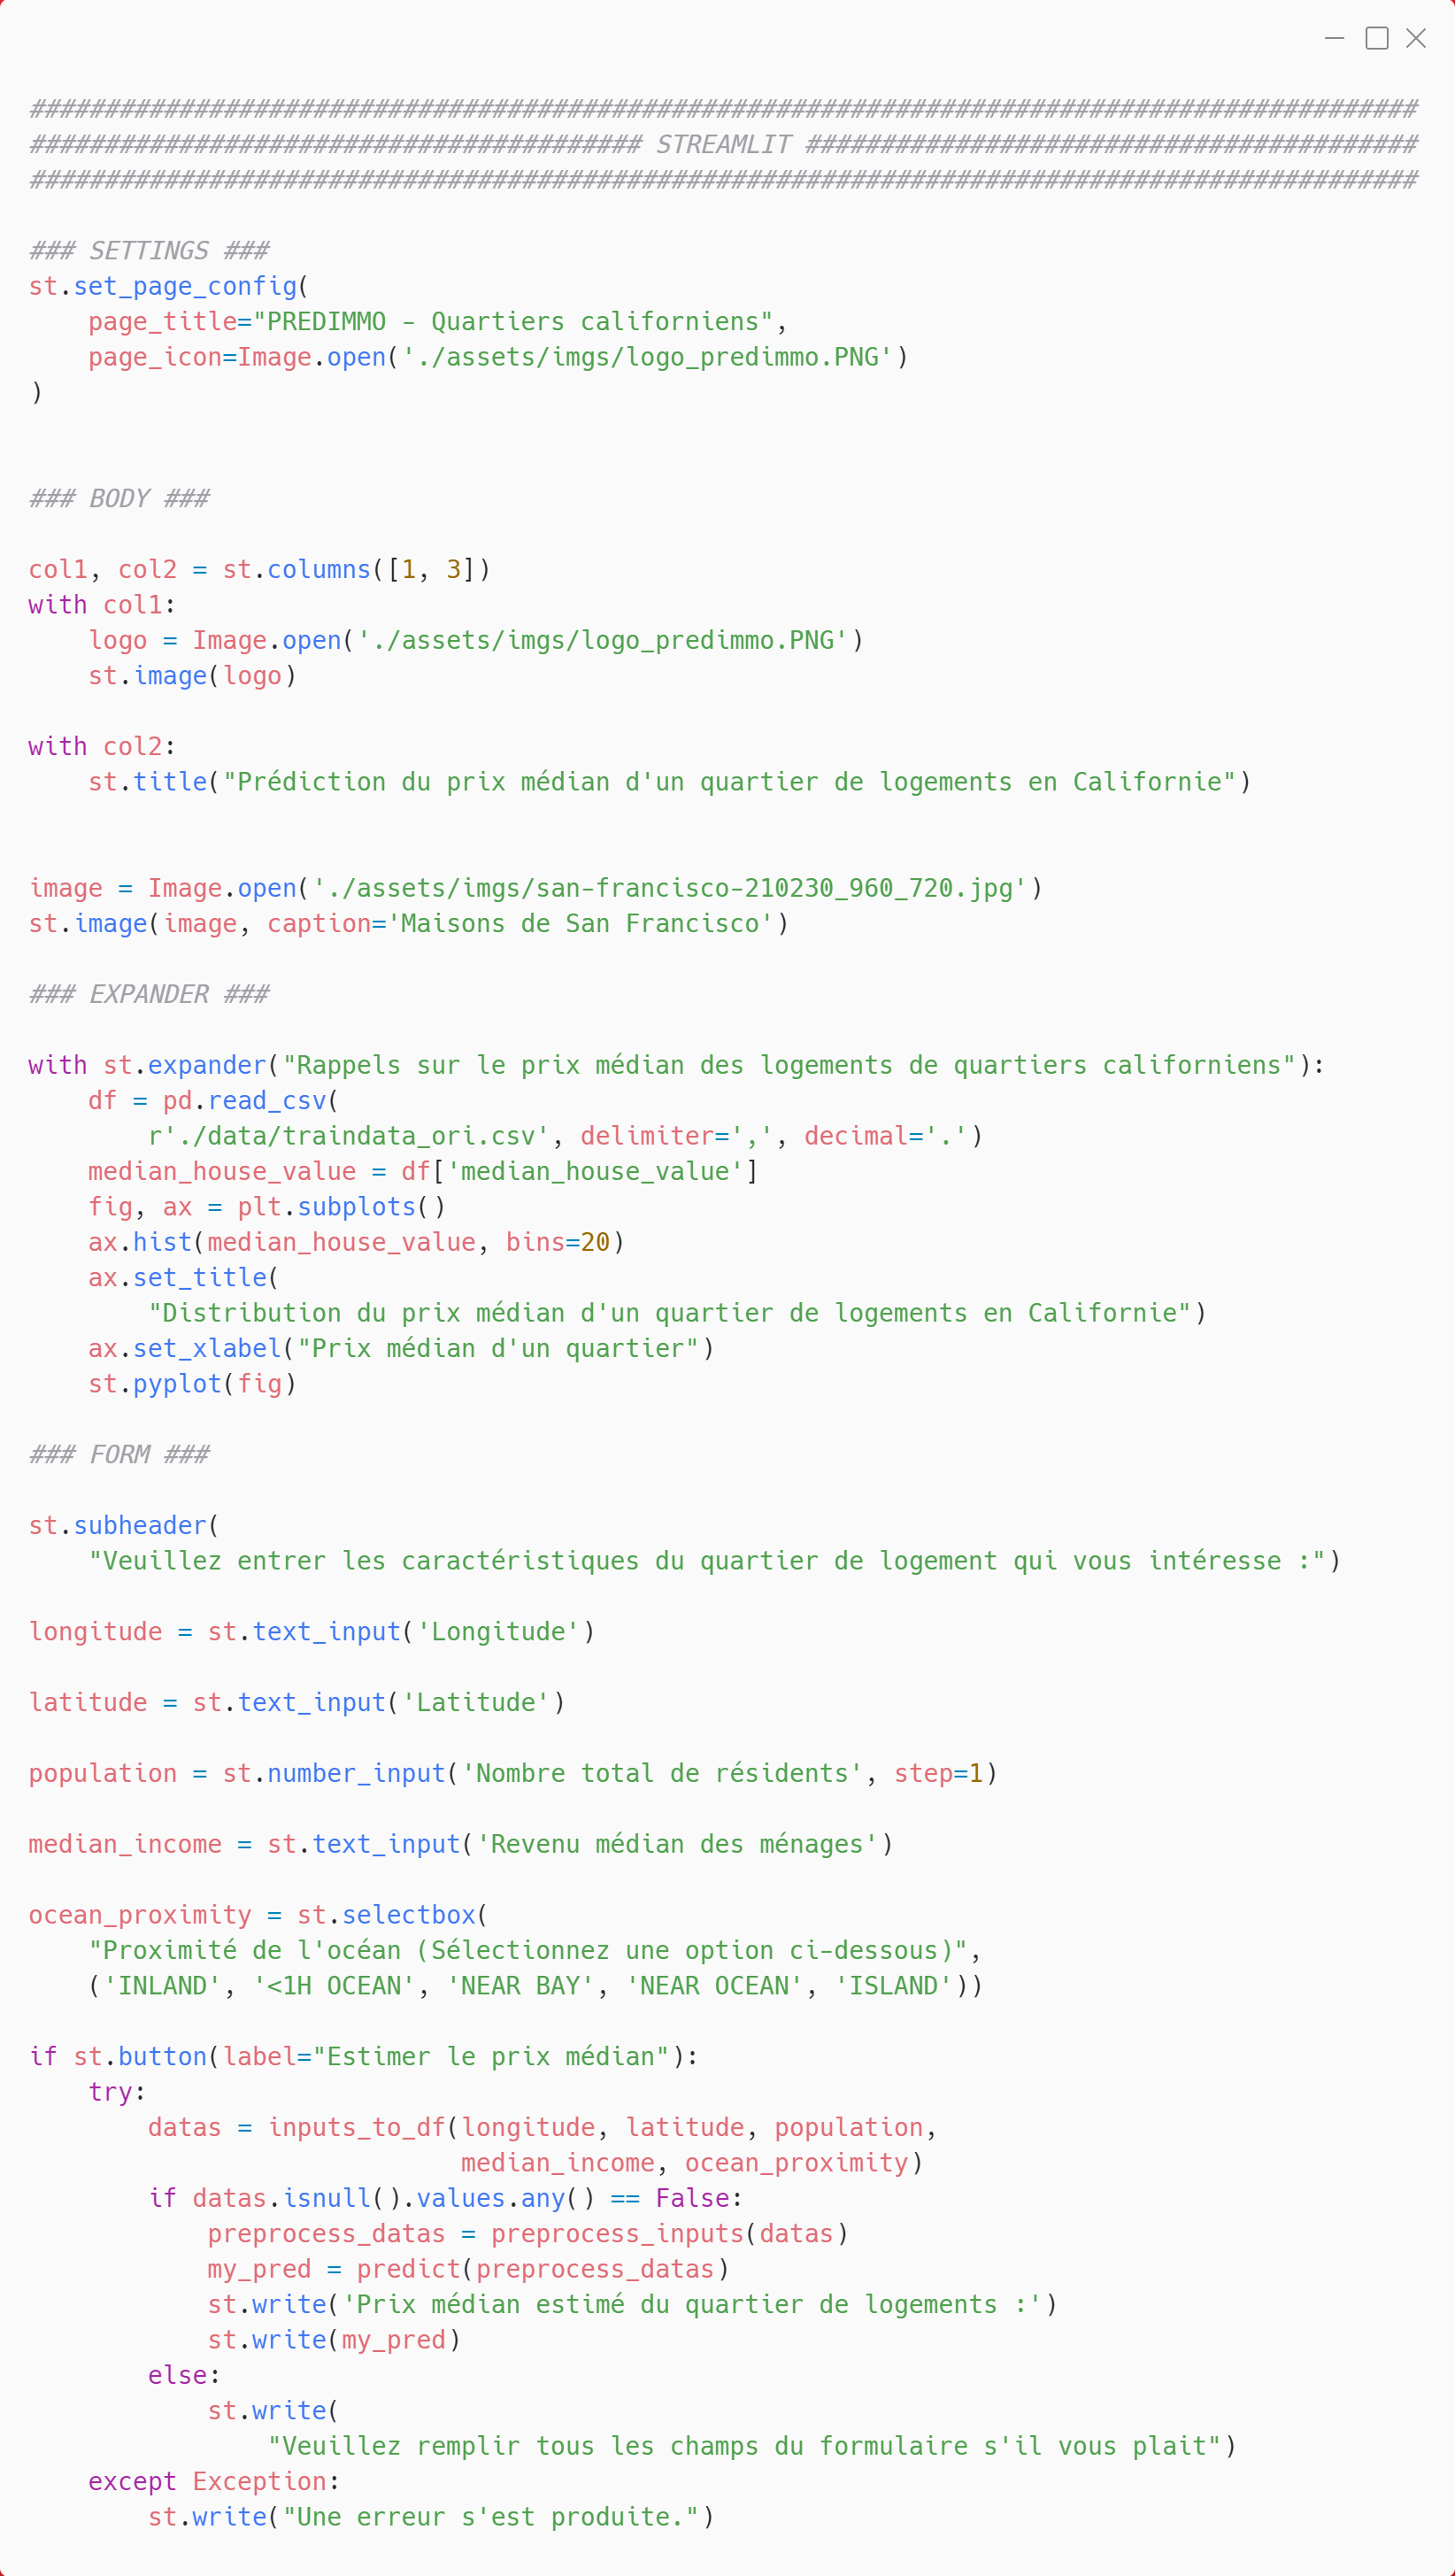 #############################################################################################
######################################### STREAMLIT #########################################
#############################################################################################
### SETTINGS ###
st.set_page_config(
    page_title="PREDIMMO - Quartiers californiens",
    page_icon=Image.open('./assets/imgs/logo_predimmo.PNG')
)
### BODY ###
col1, col2 = st.columns([1, 3])
with col1:
    logo = Image.open('./assets/imgs/logo_predimmo.PNG')
    st.image(logo)
with col2:
    st.title("Prédiction du prix médian d'un quartier de logements en Californie")
image = Image.open('./assets/imgs/san-francisco-210230_960_720.jpg')
st.image(image, caption='Maisons de San Francisco')
### EXPANDER ###
with st.expander("Rappels sur le prix médian des logements de quartiers californiens"):
    df = pd.read_csv(
        r'./data/traindata_ori.csv', delimiter=',', decimal='.')
    median_house_value = df['median_house_value']
    fig, ax = plt.subplots()
    ax.hist(median_house_value, bins=20)
    ax.set_title(
        "Distribution du prix médian d'un quartier de logements en Californie")
    ax.set_xlabel("Prix médian d'un quartier")
    st.pyplot(fig)
### FORM ###
st.subheader(
    "Veuillez entrer les caractéristiques du quartier de logement qui vous intéresse :")
longitude = st.text_input('Longitude')
latitude = st.text_input('Latitude')
population = st.number_input('Nombre total de résidents', step=1)
median_income = st.text_input('Revenu médian des ménages')
ocean_proximity = st.selectbox(
    "Proximité de l'océan (Sélectionnez une option ci-dessous)",
    ('INLAND', '<1H OCEAN', 'NEAR BAY', 'NEAR OCEAN', 'ISLAND'))
if st.button(label="Estimer le prix médian"):
    try:
        datas = inputs_to_df(longitude, latitude, population,
                             median_income, ocean_proximity)
        if datas.isnull().values.any() == False:
            preprocess_datas = preprocess_inputs(datas)
            my_pred = predict(preprocess_datas)
            st.write('Prix médian estimé du quartier de logements :')
            st.write(my_pred)
        else:
            st.write(
                "Veuillez remplir tous les champs du formulaire s'il vous plait")
    except Exception:
        st.write("Une erreur s'est produite.")